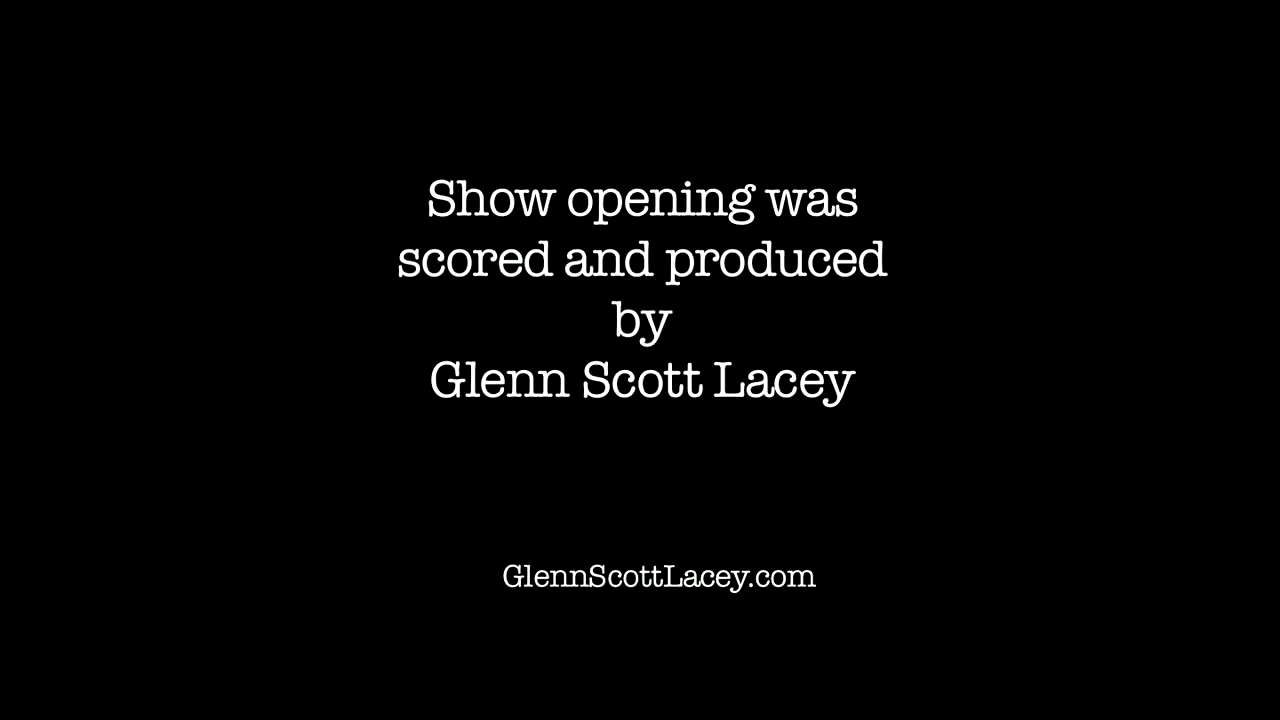 Show opening was
scored and produced
by
Glenn Scott Lacey
GlennScottLacey.com